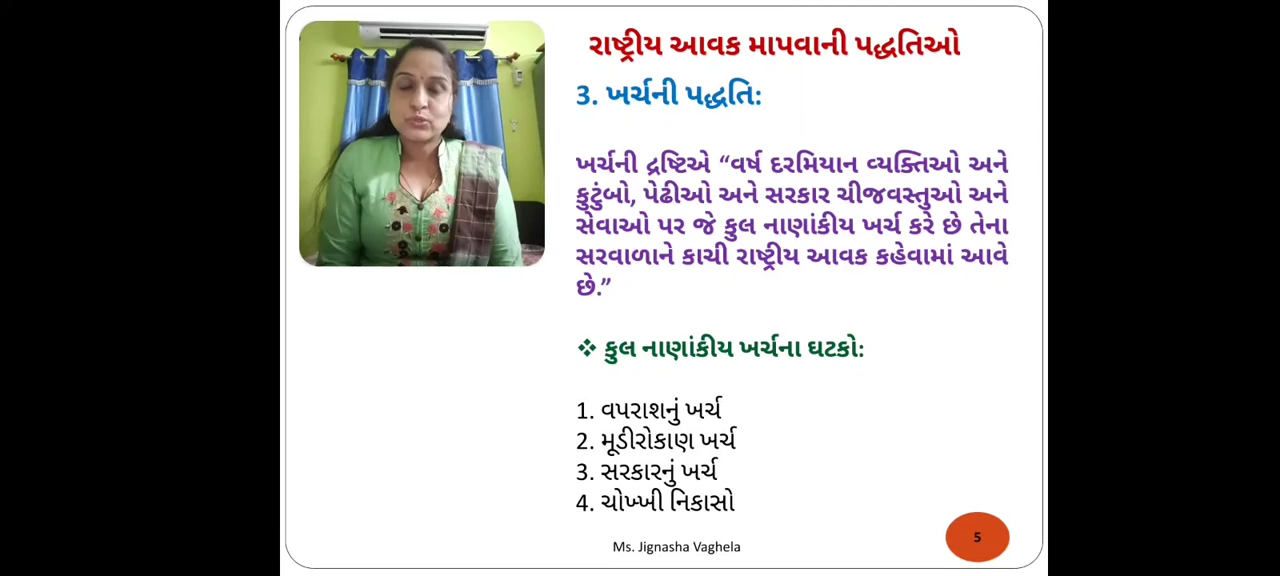 રાષ્ટ્રીય આવક માપવાની પદ્ધતિઓ
3. ખર્ચની પદ્ધતિ:
ખર્ચની દ્રષ્ટિએ “વર્ષ દરમિયાન વ્યક્તિઓ અને
કુટુંબો, પેઢીઓ અને સરકાર ચીજવસ્તુઓ અને
સેવાઓ પર જે કુલ નાણાંકીય ખર્ચ કરે છે તેના
સરવાળાને કાચી રાષ્ટ્રીય આવક કહેવામાં આવે
છે.”
❖ કુલ નાણાંકીય ખર્ચના ઘટકો:
1. વપરાશનું ખર્ચ
2. મૂડીરોકાણ ખર્ચ
3. સરકારનું ખર્ચ
4. ચોખ્ખી નિકાસો
Ms. Jignasha Vaghela
5